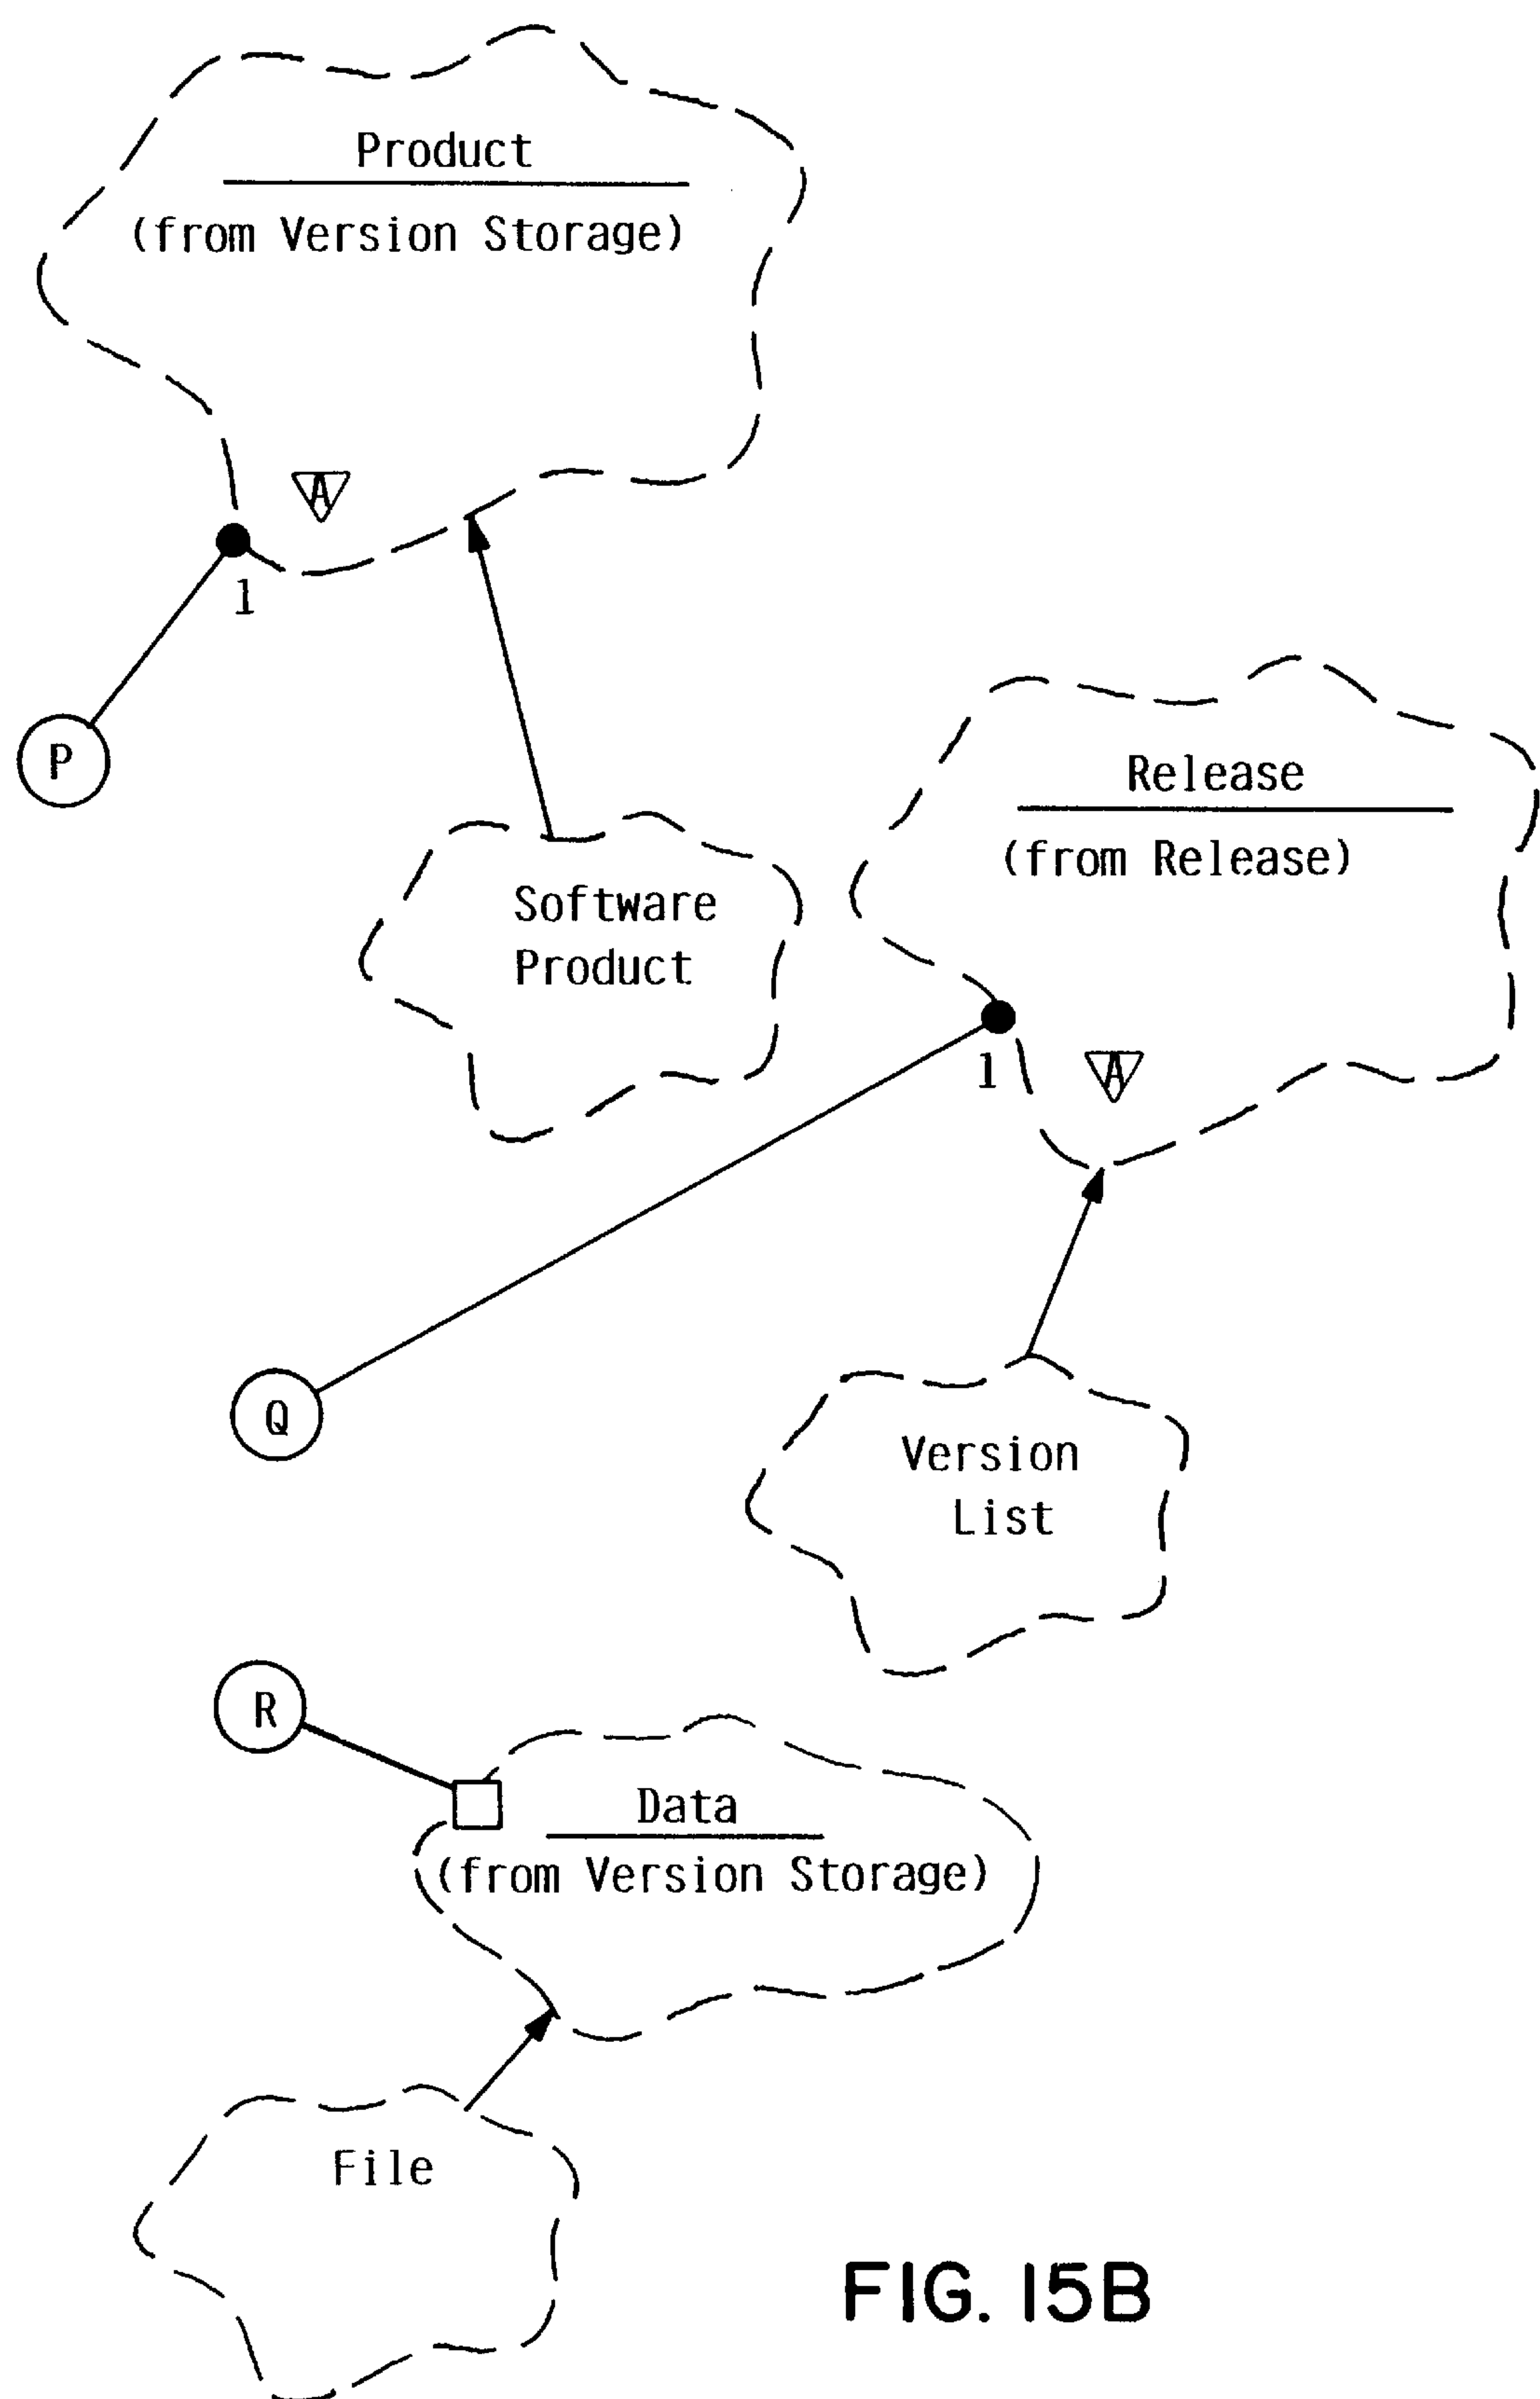 Product
(from Version Storage)
A
1
P
Release
(from Release)
Software
Product
1
A
Q
Version
List
R
Data
(from Version Storage)
File
FIG. 15B